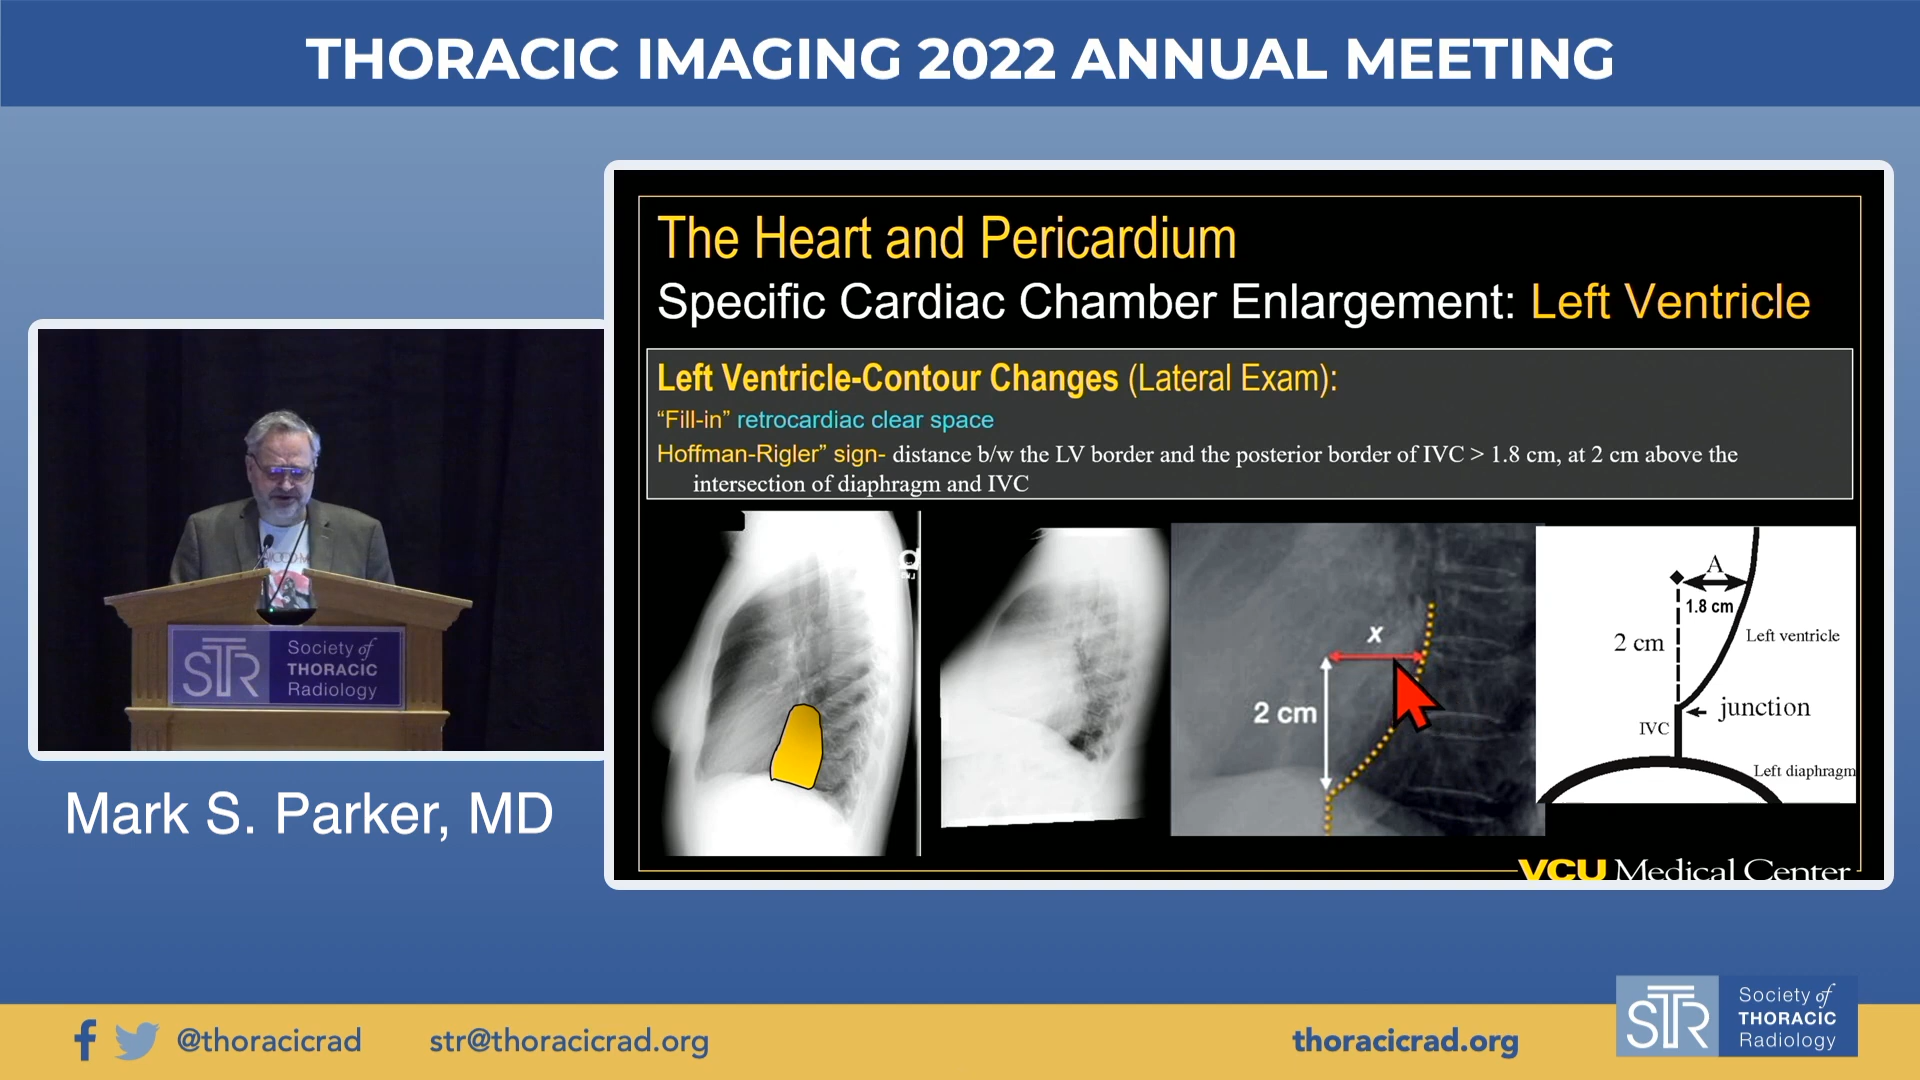 THORACIC IMAGING 2022 ANNUAL MEETING
The Heart and Pericardium
Specific Cardiac Chamber Enlargement: Left Ventricle
Left Ventricle-Contour Changes (Lateral Exam):
“Fill-in” retrocardiac clear space
Hoffman-Rigler” sign- distance b/w the LV border and the posterior border of IVC > 1.8 cm, at 2 cm above the
intersection of diaphragm and IVC
x
2 cm
A
1.8 cm
2 cm
Left ventricle
junction
IVC
Left diaphragm
VCU Medical Center
STR
Society of
THORACIC
Radiology
Mark S. Parker, MD
@thoracicrad
str@thoracicrad.org
thoracicrad.org
STR
Society of
THORACIC
Radiology